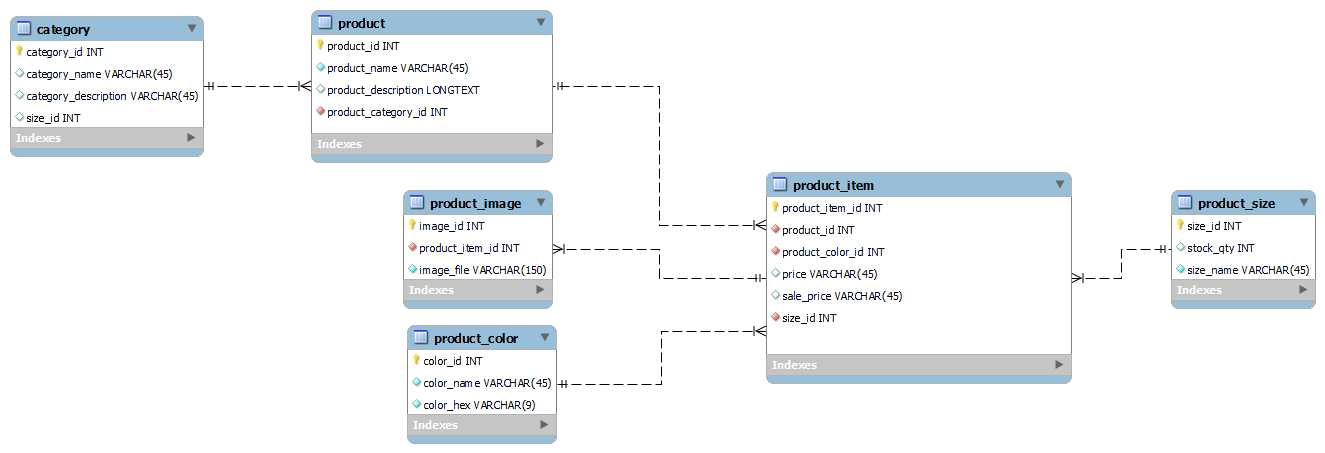 category
category_id INT
category_name VARCHAR(45)
category_description VARCHAR(45)
size_id INT
Indexes
product
product_id INT
product_name VARCHAR(45)
product_description LONGTEXT
product_category_id INT
Indexes
product_image
image_id INT
product_item_id INT
image_file VARCHAR(150)
Indexes
product_color
color_id INT
color_name VARCHAR(45)
color_hex VARCHAR(9)
Indexes
product_item
product_item_id INT
product_id INT
product_color_id INT
price VARCHAR(45)
sale_price VARCHAR(45)
size_id INT
Indexes
product_size
size_id INT
stock_qty INT
size_name VARCHAR(45)
Indexes